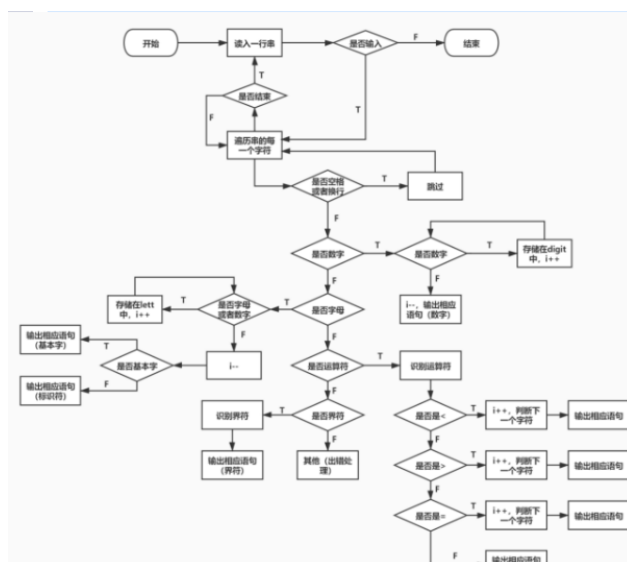 开始
读入一行串
是否输入
F
结束
T
是否结束
T
F
遍历串的每
一个字符
是否空格
或者换行
T
跳过
F
是否数字
T
是否数字
T
存储在digit
中，i++
F
F
i--，输出相应
语句（数字）
存储在lett
中，i++
T
是否字母
或者数字
T
是否字母
F
F
输出相应语句
（基本字）
T
是否基本字
i--
是否运算符
T
识别运算符
F
输出相应语句
（标识符）
F
识别界符
T
是否界符
是否是<
T
i++，判断下
一个字符
输出相应语句
F
F
输出相应语句
（界符）
其他（出错处
理）
是否是>
T
i++，判断下
一个字符
输出相应语句
F
是否是=
T
i++，判断下
一个字符
输出相应语句
F
输出相应语句